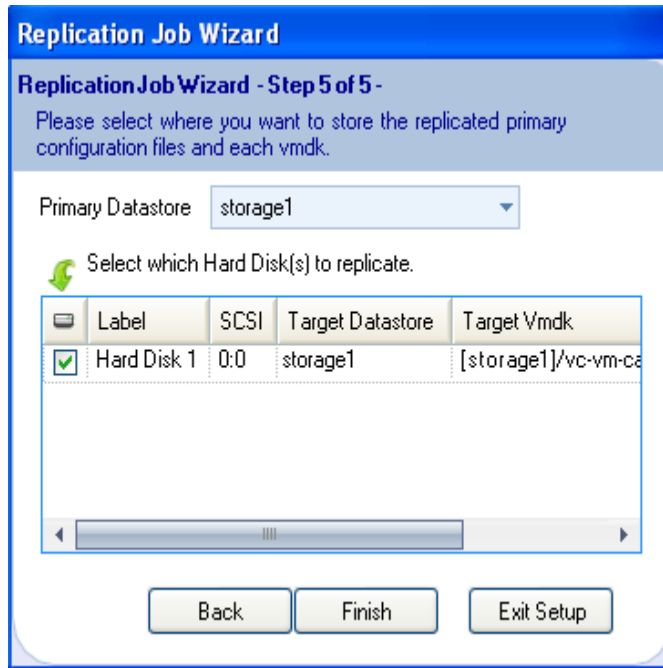 Replication Job Wizard
Replication Job Wizard - Step 5 of 5 -
Please select where you want to store the replicated primary
configuration files and each vmdk.
Primary Datastore storage1
Select which Hard Disk(s) to replicate.
Label SCSI Target Datastore Target Vmdk
Hard Disk 1 0:0 storage1 [storage1]/vc-vm-ca
Back Finish Exit Setup